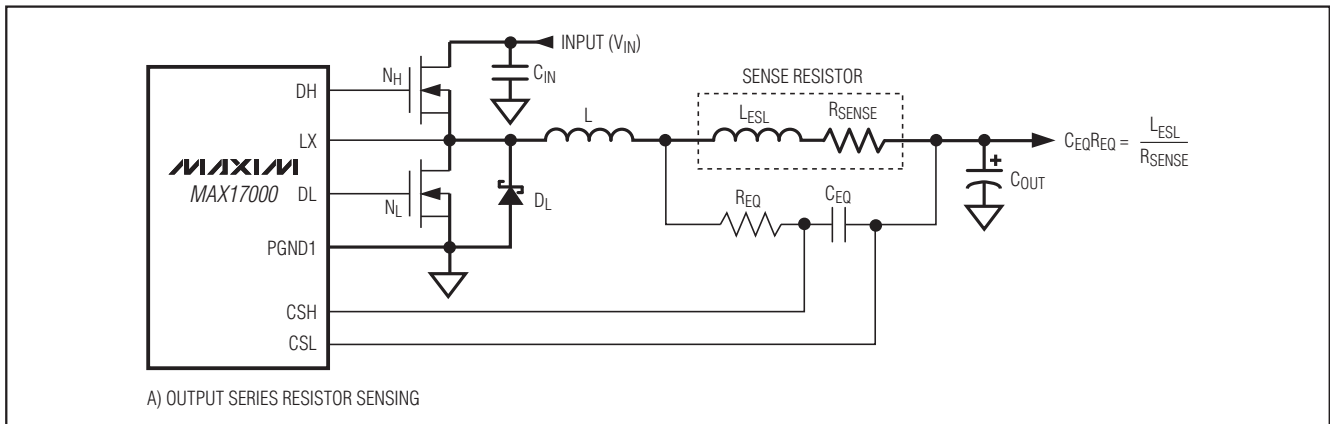 INPUT (VIN)
CIN
NH
DH
SENSE RESISTOR
L
LESL
RSENSE
LX
CEQREQ = LESL / RSENSE
MAXIM
MAX17000
DL
NL
DL
REQ
CEQ
+
COUT
PGND1
CSH
CSL
A) OUTPUT SERIES RESISTOR SENSING